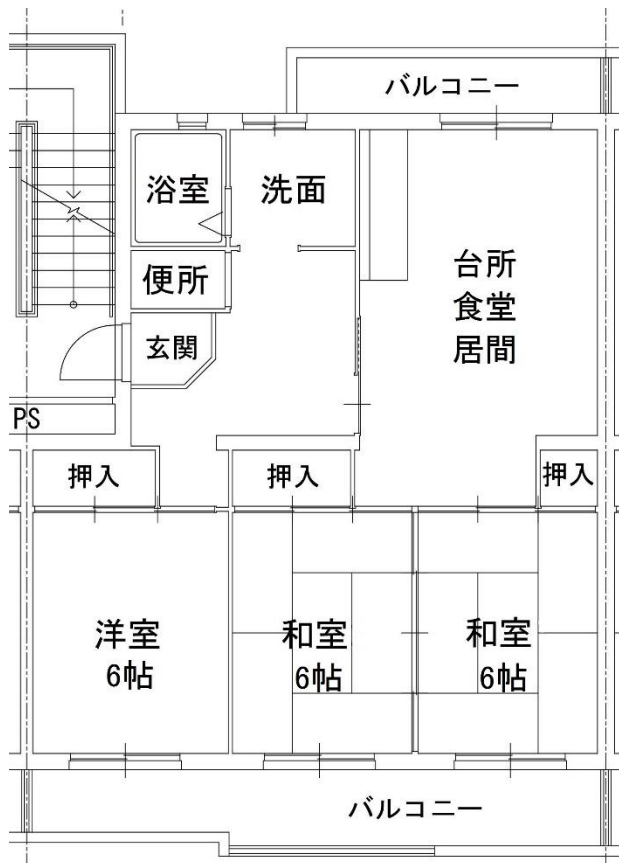 バルコニー
浴室
洗面
便所
台所
食堂
居間
玄関
PS
押入
押入
押入
洋室
6帖
和室
6帖
和室
6帖
バルコニー